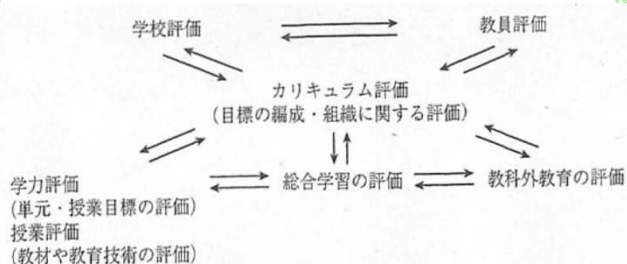 学校評価
教員評価
カリキュラム評価
(目標の編成・組織に関する評価)
学力評価
(単元・授業目標の評価)
授業評価
(教材や教育技術の評価)
総合学習の評価
教科外教育の評価